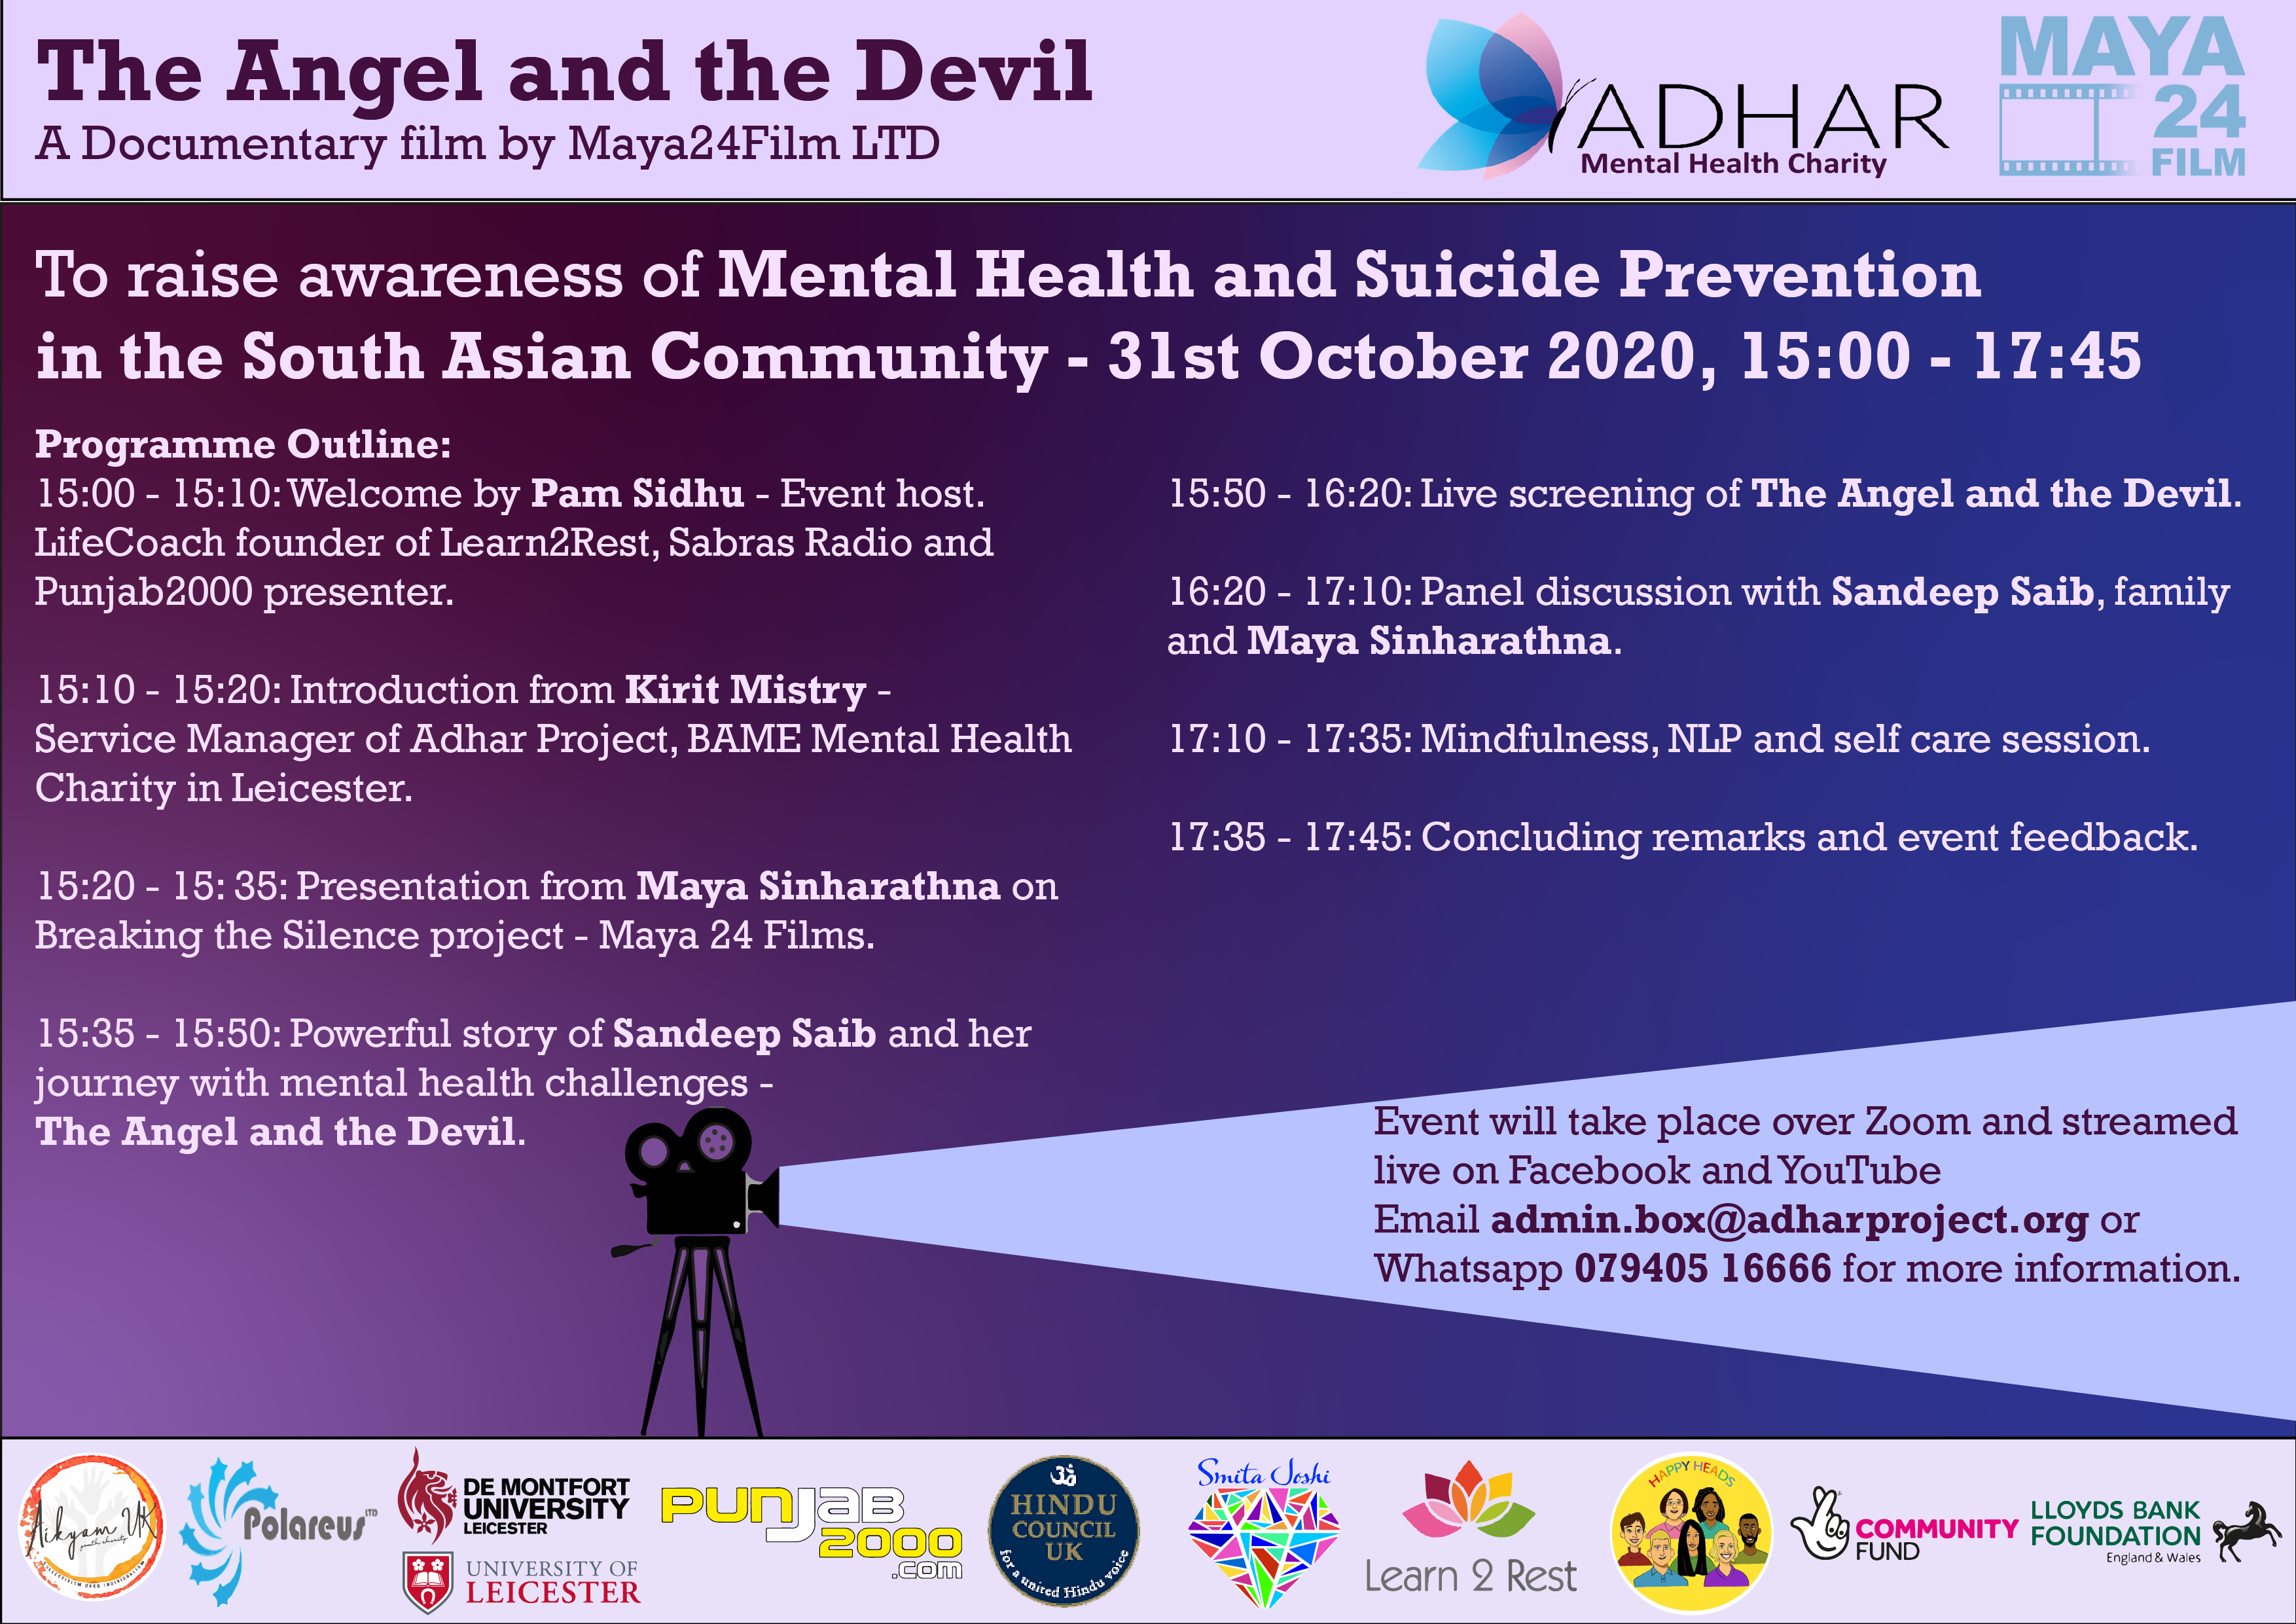 The Angel and the Devil
A Documentary film by Maya24Film LTD
ADHAR
Mental Health Charity
MAYA
24
FILM
To raise awareness of Mental Health and Suicide Prevention
in the South Asian Community - 31st October 2020, 15:00 - 17:45
Programme Outline:
15:00 - 15:10: Welcome by Pam Sidhu - Event host.
LifeCoach founder of Learn2Rest, Sabras Radio and
Punjab2000 presenter.
15:10 - 15:20: Introduction from Kirit Mistry -
Service Manager of Adhar Project, BAME Mental Health
Charity in Leicester.
15:20 - 15: 35: Presentation from Maya Sinharathna on
Breaking the Silence project - Maya 24 Films.
15:35 - 15:50: Powerful story of Sandeep Saib and her
journey with mental health challenges -
The Angel and the Devil.
15:50 - 16:20: Live screening of The Angel and the Devil.
16:20 - 17:10: Panel discussion with Sandeep Saib, family
and Maya Sinharathna.
17:10 - 17:35: Mindfulness, NLP and self care session.
17:35 - 17:45: Concluding remarks and event feedback.
Event will take place over Zoom and streamed
live on Facebook and YouTube
Email admin.box@adharproject.org or
Whatsapp 079405 16666 for more information.
Aikyam UK
youth charity
COLLECTIVISM OVER INDIVIDUALISM
Polareus LTD
DE MONTFORT
UNIVERSITY
LEICESTER
UNIVERSITY OF
LEICESTER
PUNJAB
2000
.COM
ॐ
HINDU
COUNCIL
UK
for a united Hindu voice
Smita Joshi
Learn 2 Rest
HAPPY HEADS
COMMUNITY
FUND
LLOYDS BANK
FOUNDATION
England & Wales